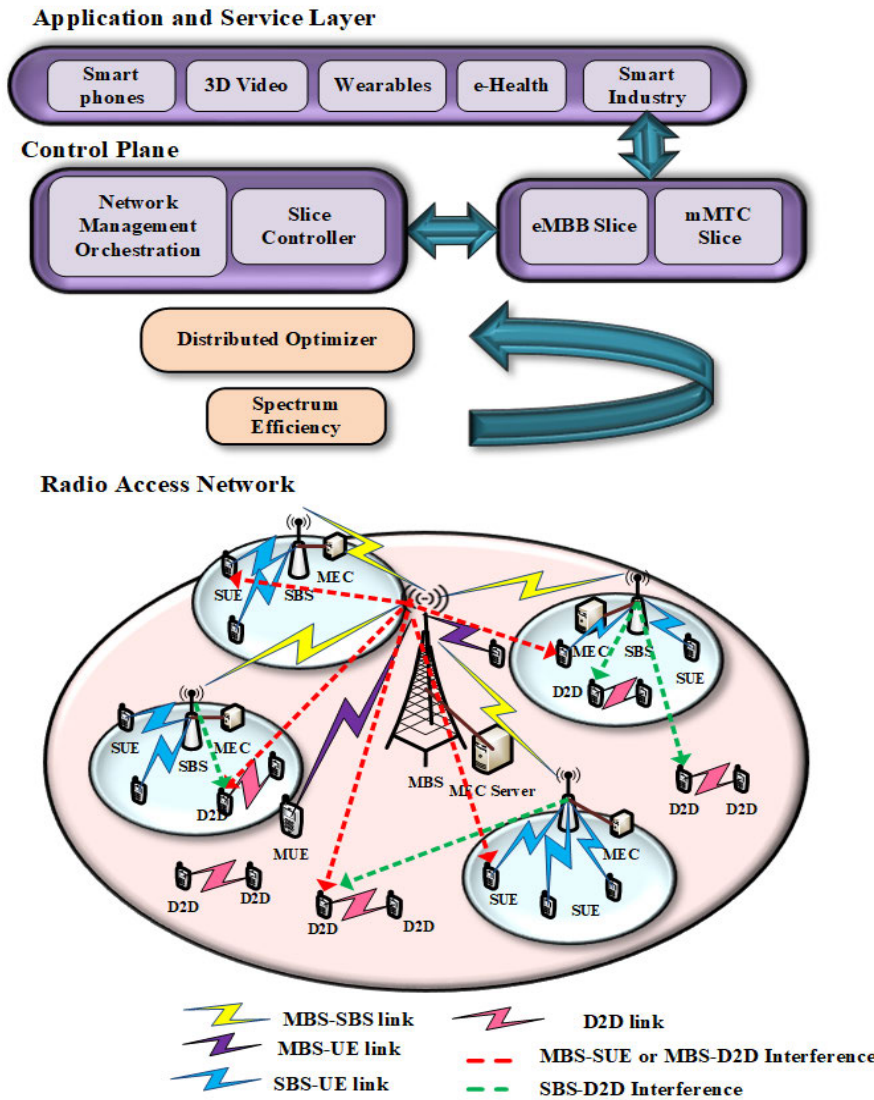 Application and Service Layer
Smart
phones
3D Video
Wearables
e-Health
Smart
Industry
Control Plane
Network
Management
Orchestration
Slice
Controller
eMBB Slice
mMTC
Slice
Distributed Optimizer
Spectrum
Efficiency
Radio Access Network
SUE
SBS
MEC
MEC
SBS
SUE
D2D
SUE
SBS
MEC
D2D
MBS
MEC Server
MUE
D2D
D2D
D2D
D2D
D2D
D2D
SUE
SUE
MEC
MBS-SBS link
D2D link
MBS-UE link
MBS-SUE or MBS-D2D Interference
SBS-UE link
SBS-D2D Interference